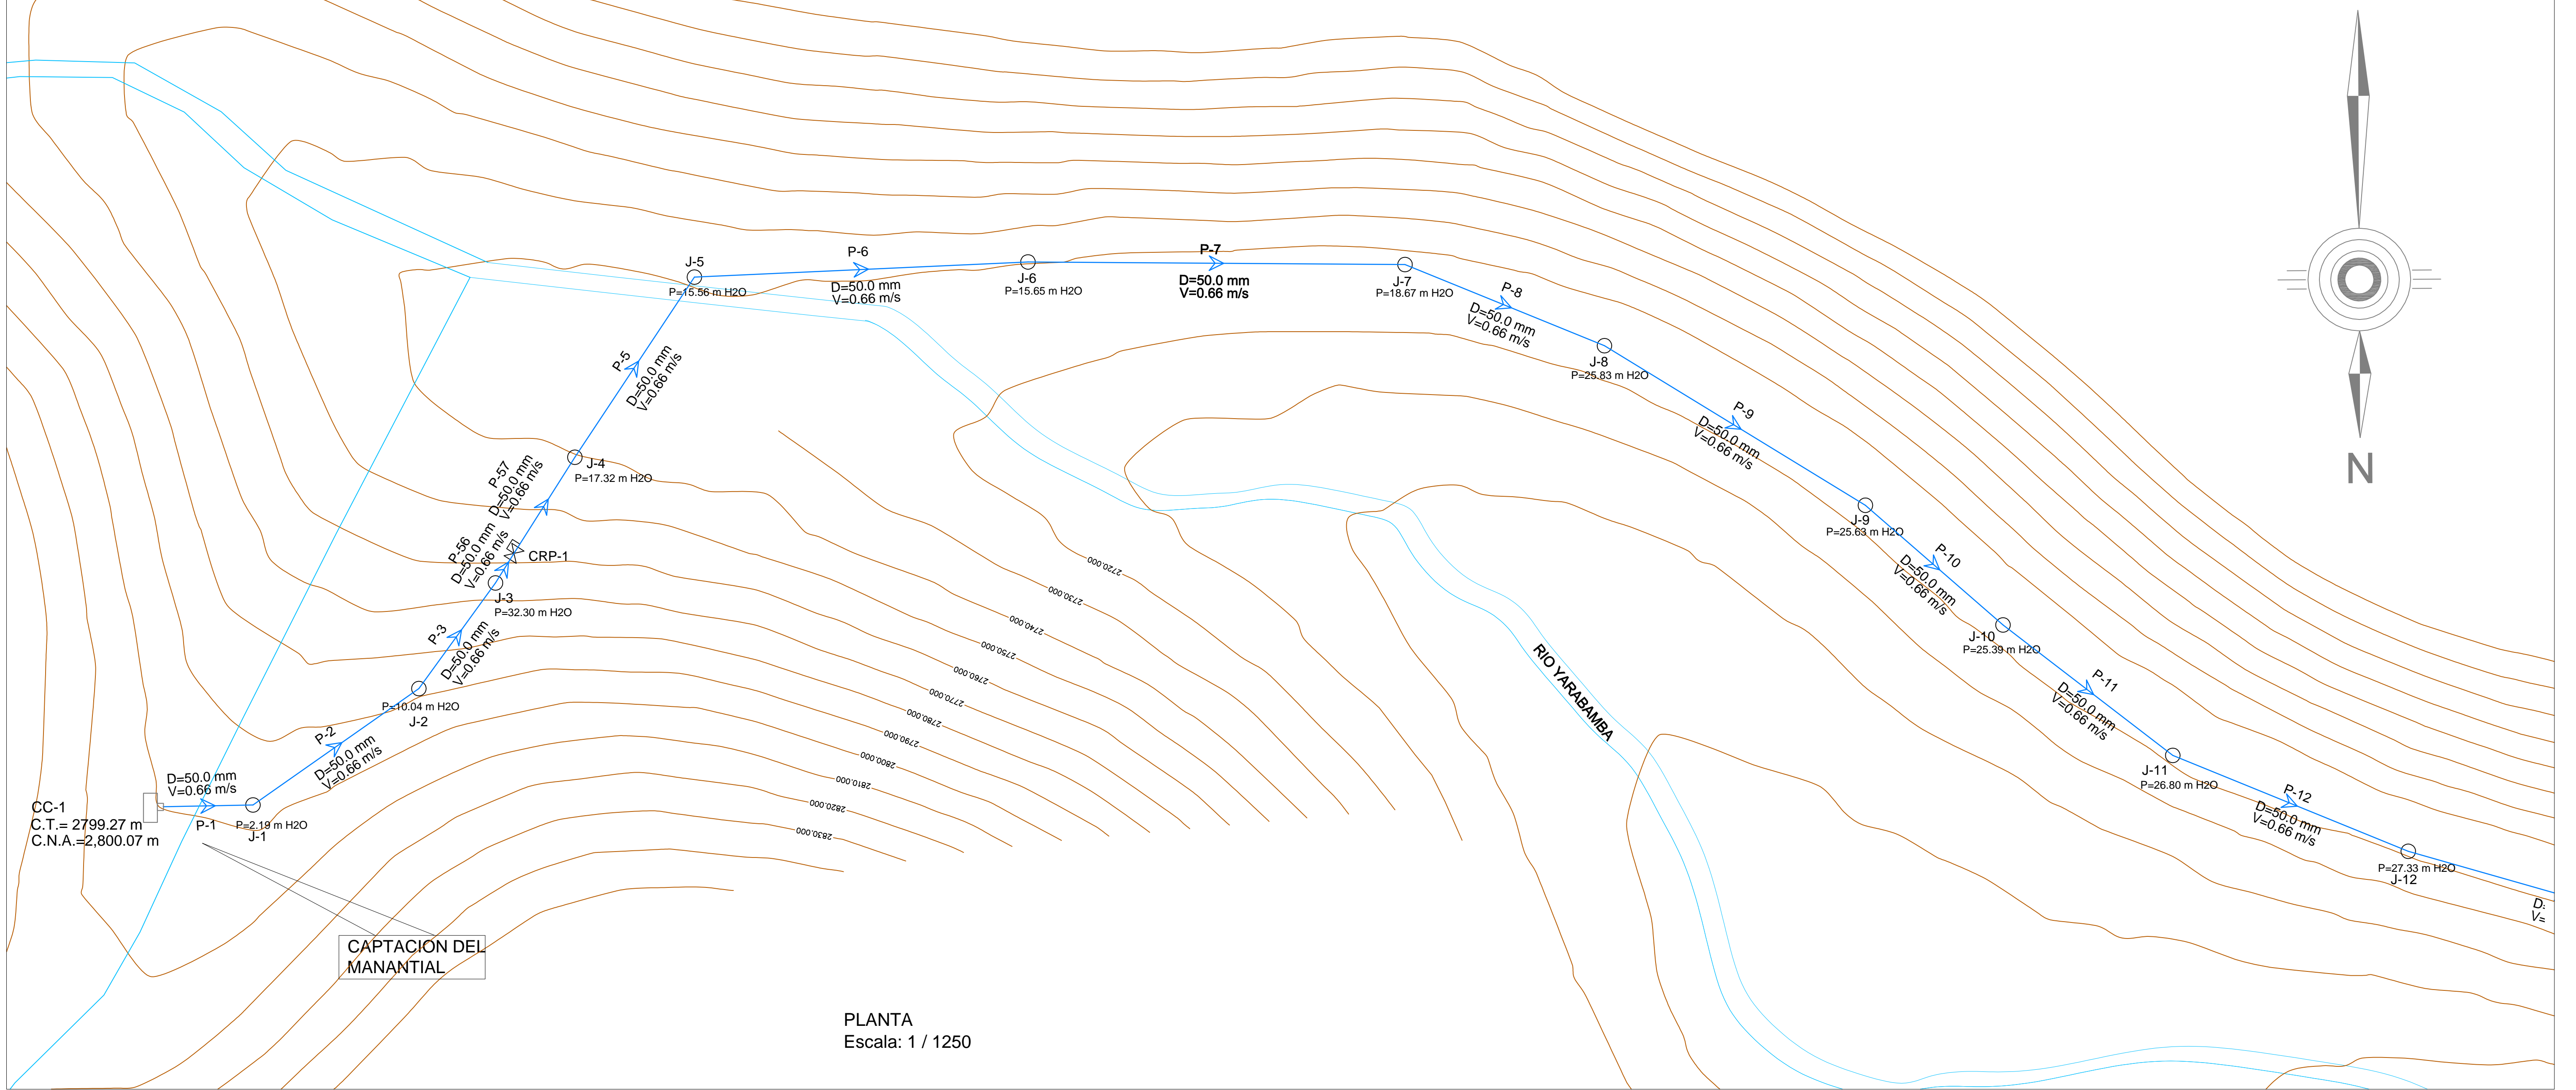 J-5
P=15.56 m H2O
P-6
D=50.0 mm
V=0.66 m/s
J-6
P=15.65 m H2O
P-7
D=50.0 mm
V=0.66 m/s
J-7
P=18.67 m H2O
P-8
D=50.0 mm
V=0.66 m/s
J-8
P=25.83 m H2O
P-9
D=50.0 mm
V=0.66 m/s
J-9
P=25.63 m H2O
P-10
D=50.0 mm
V=0.66 m/s
J-10
P=25.39 m H2O
P-11
D=50.0 mm
V=0.66 m/s
J-11
P=26.80 m H2O
P-12
D=50.0 mm
V=0.66 m/s
P=27.33 m H2O
J-12
D=
V=
N
P-5
D=50.0 mm
V=0.66 m/s
J-4
P=17.32 m H2O
P-57
D=50.0 mm
V=0.66 m/s
P-56
D=50.0 mm
V=0.66 m/s
CRP-1
J-3
P=32.30 m H2O
P-3
D=50.0 mm
V=0.66 m/s
P=10.04 m H2O
J-2
P-2
D=50.0 mm
V=0.66 m/s
D=50.0 mm
V=0.66 m/s
P-1
P=2.19 m H2O
J-1
CC-1
C.T.= 2799.27 m
C.N.A.=2,800.07 m
2720.000
2730.000
2740.000
2750.000
2760.000
2770.000
2780.000
2790.000
2800.000
2810.000
2820.000
2830.000
RIO YARABAMBA
CAPTACION DEL
MANANTIAL
PLANTA
Escala: 1 / 1250